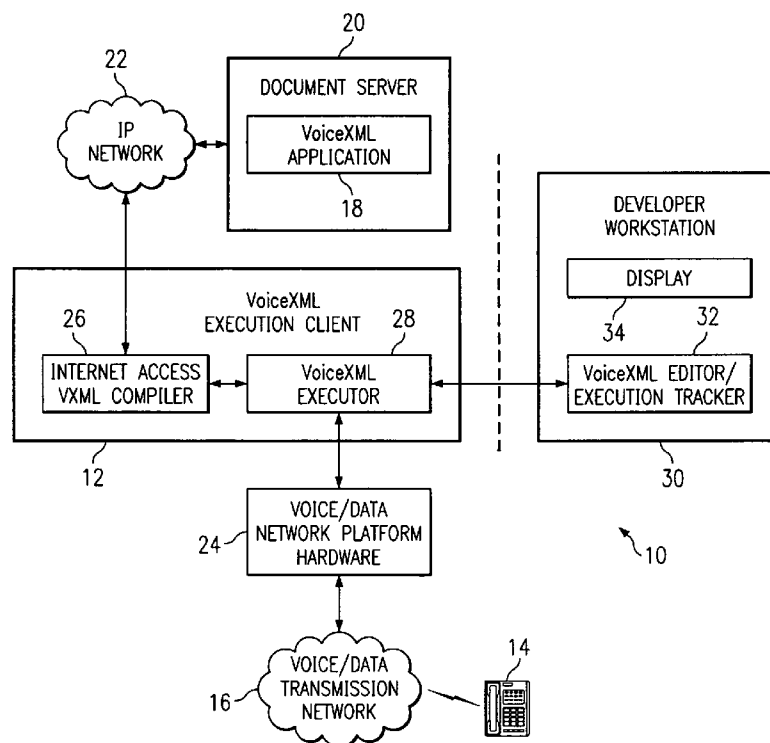 20
22
DOCUMENT SERVER
IP
NETWORK
VoiceXML
APPLICATION
18
DEVELOPER
WORKSTATION
DISPLAY
34
32
VoiceXML EDITOR/
EXECUTION TRACKER
30
VoiceXML
EXECUTION CLIENT
26
28
INTERNET ACCESS
VXML COMPILER
VoiceXML
EXECUTOR
12
24
VOICE/DATA
NETWORK PLATFORM
HARDWARE
10
16
VOICE/DATA
TRANSMISSION
NETWORK
14